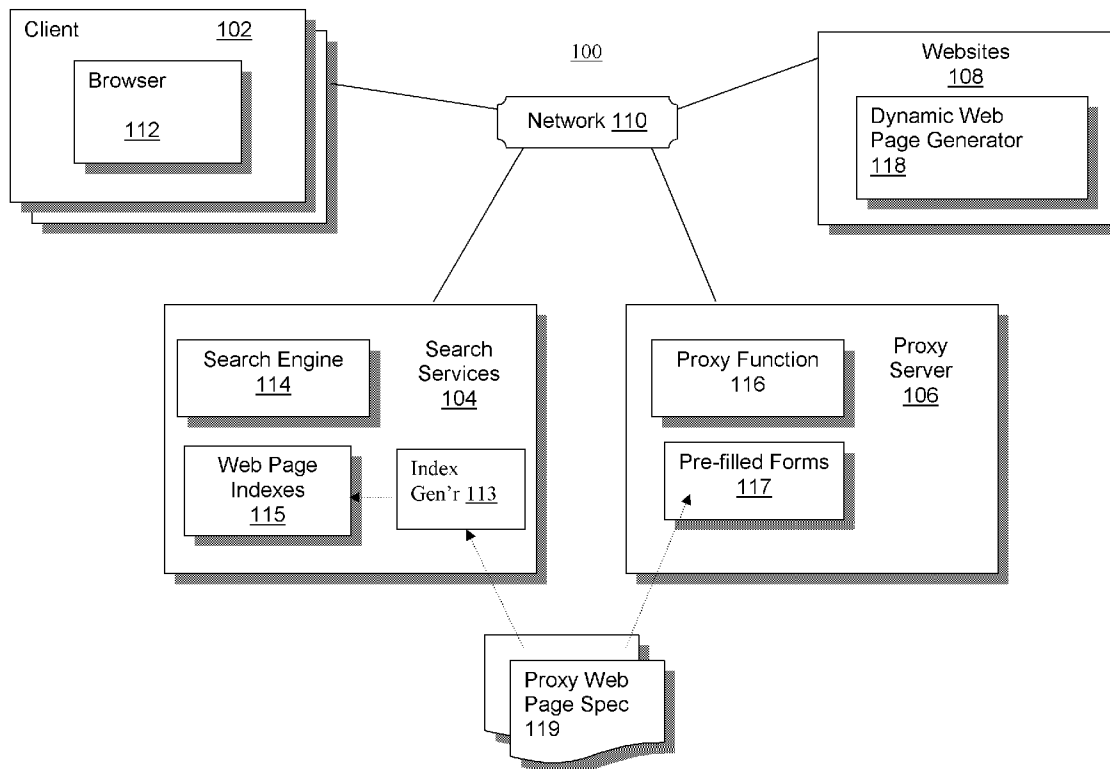 Client 102
Browser
112
100
Network 110
Websites
108
Dynamic Web
Page Generator
118
Search Engine
114
Search
Services
104
Web Page
Indexes
115
Index
Gen'r 113
Proxy Function
116
Proxy
Server
106
Pre-filled Forms
117
Proxy Web
Page Spec
119